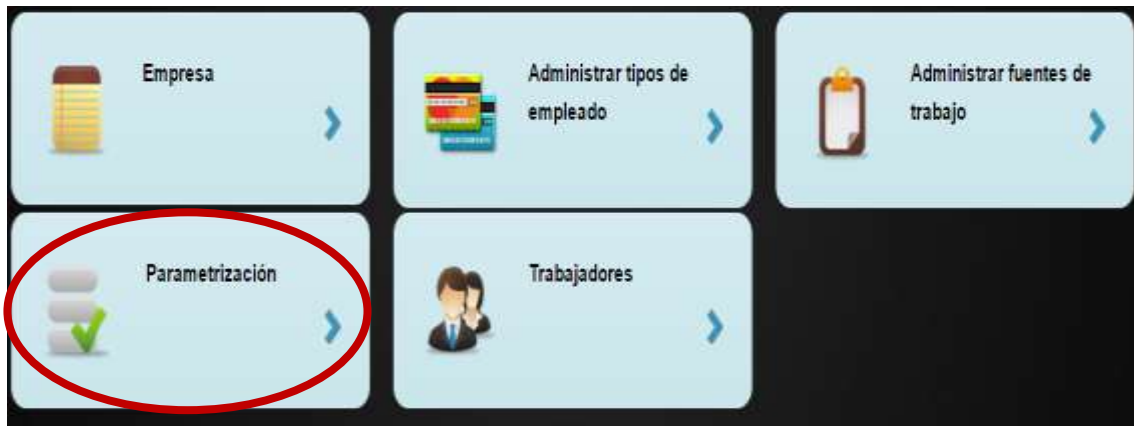 Empresa
Administrar tipos de
empleado
Administrar fuentes de
trabajo
Parametrización
Trabajadores